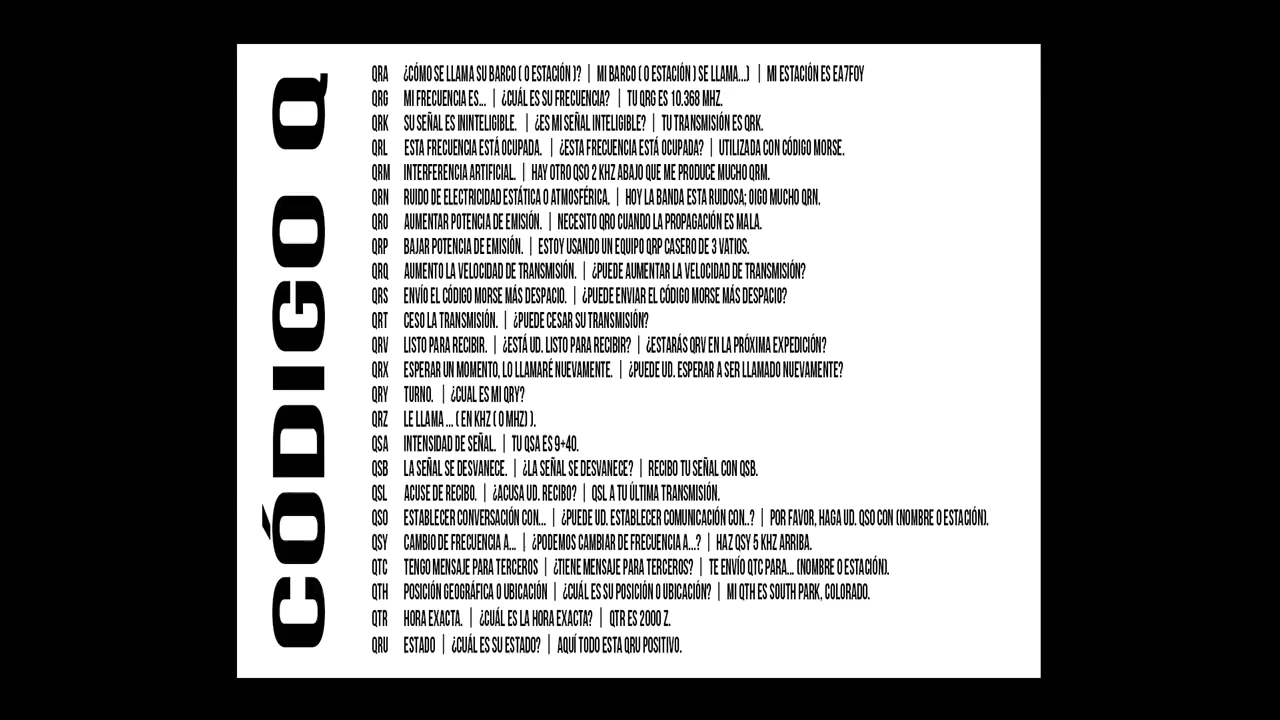 CÓDIGO Q
QRA ¿CÓMO SE LLAMA SU BARCO ( O ESTACIÓN )? | MI BARCO ( O ESTACIÓN ) SE LLAMA...) | MI ESTACIÓN ES EA7FOY
QRG MI FRECUENCIA ES... | ¿CUÁL ES SU FRECUENCIA? | TU QRG ES 10.368 MHZ.
QRK SU SEÑAL ES ININTELIGIBLE. | ¿ES MI SEÑAL INTELIGIBLE? | TU TRANSMISIÓN ES QRK.
QRL ESTA FRECUENCIA ESTÁ OCUPADA. | ¿ESTA FRECUENCIA ESTÁ OCUPADA? | UTILIZADA CON CÓDIGO MORSE.
QRM INTERFERENCIA ARTIFICIAL. | HAY OTRO QSO 2 KHZ ABAJO QUE ME PRODUCE MUCHO QRM.
QRN RUIDO DE ELECTRICIDAD ESTÁTICA O ATMOSFÉRICA. | HOY LA BANDA ESTA RUIDOSA; OIGO MUCHO QRN.
QRO AUMENTAR POTENCIA DE EMISIÓN. | NECESITO QRO CUANDO LA PROPAGACIÓN ES MALA.
QRP BAJAR POTENCIA DE EMISIÓN. | ESTOY USANDO UN EQUIPO QRP CASERO DE 3 VATIOS.
QRQ AUMENTO LA VELOCIDAD DE TRANSMISIÓN. | ¿PUEDE AUMENTAR LA VELOCIDAD DE TRANSMISIÓN?
QRS ENVÍO EL CÓDIGO MORSE MÁS DESPACIO. | ¿PUEDE ENVIAR EL CÓDIGO MORSE MÁS DESPACIO?
QRT CESO LA TRANSMISIÓN. | ¿PUEDE CESAR SU TRANSMISIÓN?
QRV LISTO PARA RECIBIR. | ¿ESTÁ UD. LISTO PARA RECIBIR? | ¿ESTARÁS QRV EN LA PRÓXIMA EXPEDICIÓN?
QRX ESPERAR UN MOMENTO, LO LLAMARÉ NUEVAMENTE. | ¿PUEDE UD. ESPERAR A SER LLAMADO NUEVAMENTE?
QRY TURNO. | ¿CUAL ES MI QRY?
QRZ LE LLAMA ... ( EN KHZ ( O MHZ) ).
QSA INTENSIDAD DE SEÑAL. | TU QSA ES 9+40.
QSB LA SEÑAL SE DESVANECE. | ¿LA SEÑAL SE DESVANECE? | RECIBO TU SEÑAL CON QSB.
QSL ACUSE DE RECIBO. | ¿ACUSA UD. RECIBO? | QSL A TU ÚLTIMA TRANSMISIÓN.
QSO ESTABLECER CONVERSACIÓN CON... | ¿PUEDE UD. ESTABLECER COMUNICACIÓN CON..? | POR FAVOR, HAGA UD. QSO CON (NOMBRE O ESTACIÓN).
QSY CAMBIO DE FRECUENCIA A... | ¿PODEMOS CAMBIAR DE FRECUENCIA A...? | HAZ QSY 5 KHZ ARRIBA.
QTC TENGO MENSAJE PARA TERCEROS | ¿TIENE MENSAJE PARA TERCEROS? | TE ENVÍO QTC PARA... (NOMBRE O ESTACIÓN).
QTH POSICIÓN GEOGRÁFICA O UBICACIÓN | ¿CUÁL ES SU POSICIÓN O UBICACIÓN? | MI QTH ES SOUTH PARK, COLORADO.
QTR HORA EXACTA. | ¿CUÁL ES LA HORA EXACTA? | QTR ES 2000 Z.
QRU ESTADO | ¿CUÁL ES SU ESTADO? | AQUÍ TODO ESTA QRU POSITIVO.